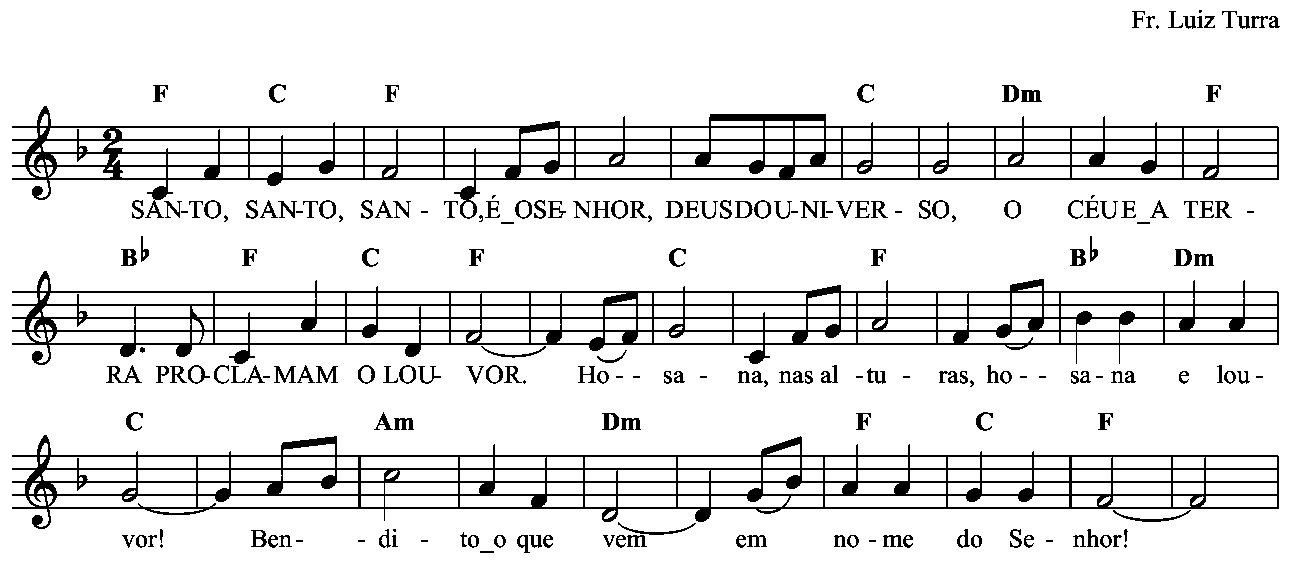 Fr. Luiz Turra
F C F C Dm F
2
4
SAN-TO, SAN-TO, SAN - TO,É_OSE-NHOR, DEUSDOU-NI-VER-SO, O CÉUE_A TER -
B♭ F C F C F B♭ Dm
RA PRO-CLA-MAM O LOU- VOR. Ho-- sa- na, nas al-tu- ras, ho-- sa-na e lou-
C Am Dm F C F
vor! Ben- - di - to_o que vem em no-me do Se- nhor!